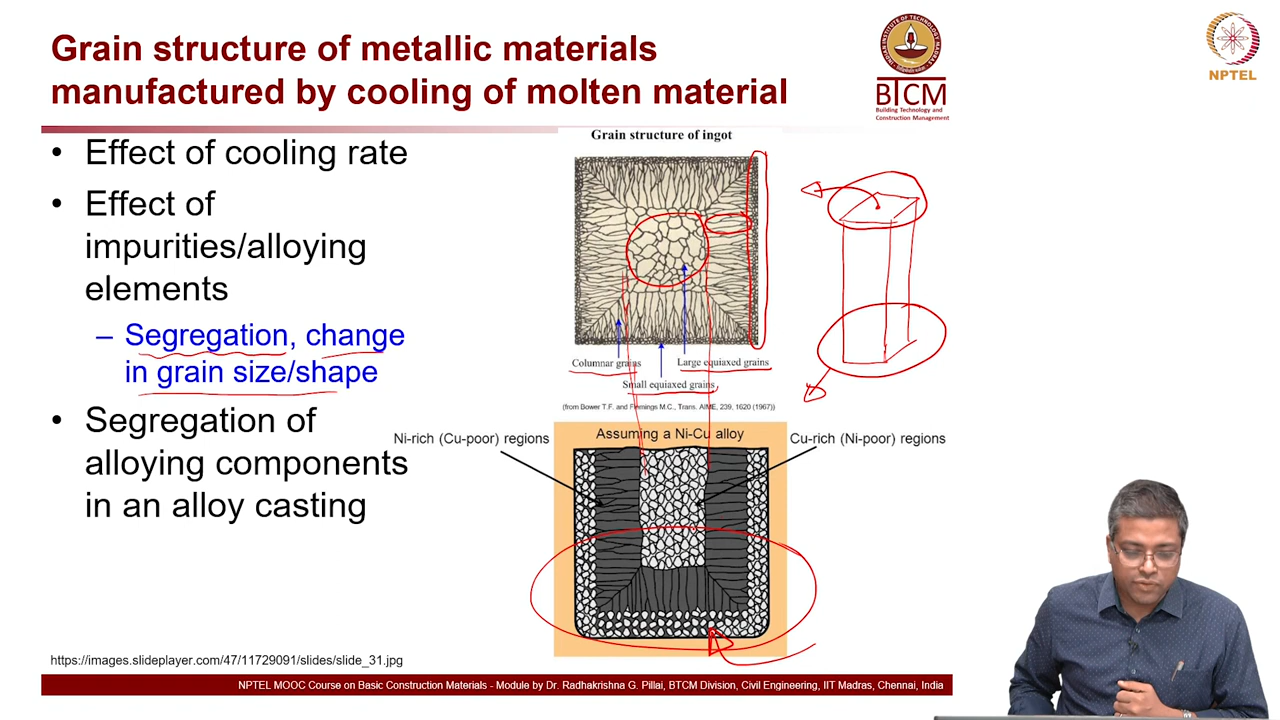 Grain structure of metallic materials
manufactured by cooling of molten material
BTCM
Building Technology and
Construction Management
NPTEL
• Effect of cooling rate
• Effect of
impurities/alloying
elements
– Segregation, change
in grain size/shape
• Segregation of
alloying components
in an alloy casting
Grain structure of ingot
Columnar grains
Large equiaxed grains
Small equiaxed grains
(from Bower T.F. and Flemings M.C., Trans. AIME, 239, 1620 (1967))
Ni-rich (Cu-poor) regions
Assuming a Ni-Cu alloy
Cu-rich (Ni-poor) regions
https://images.slideplayer.com/47/11729091/slides/slide_31.jpg
NPTEL MOOC Course on Basic Construction Materials - Module by Dr. Radhakrishna G. Pillai, BTCM Division, Civil Engineering, IIT Madras, Chennai, India